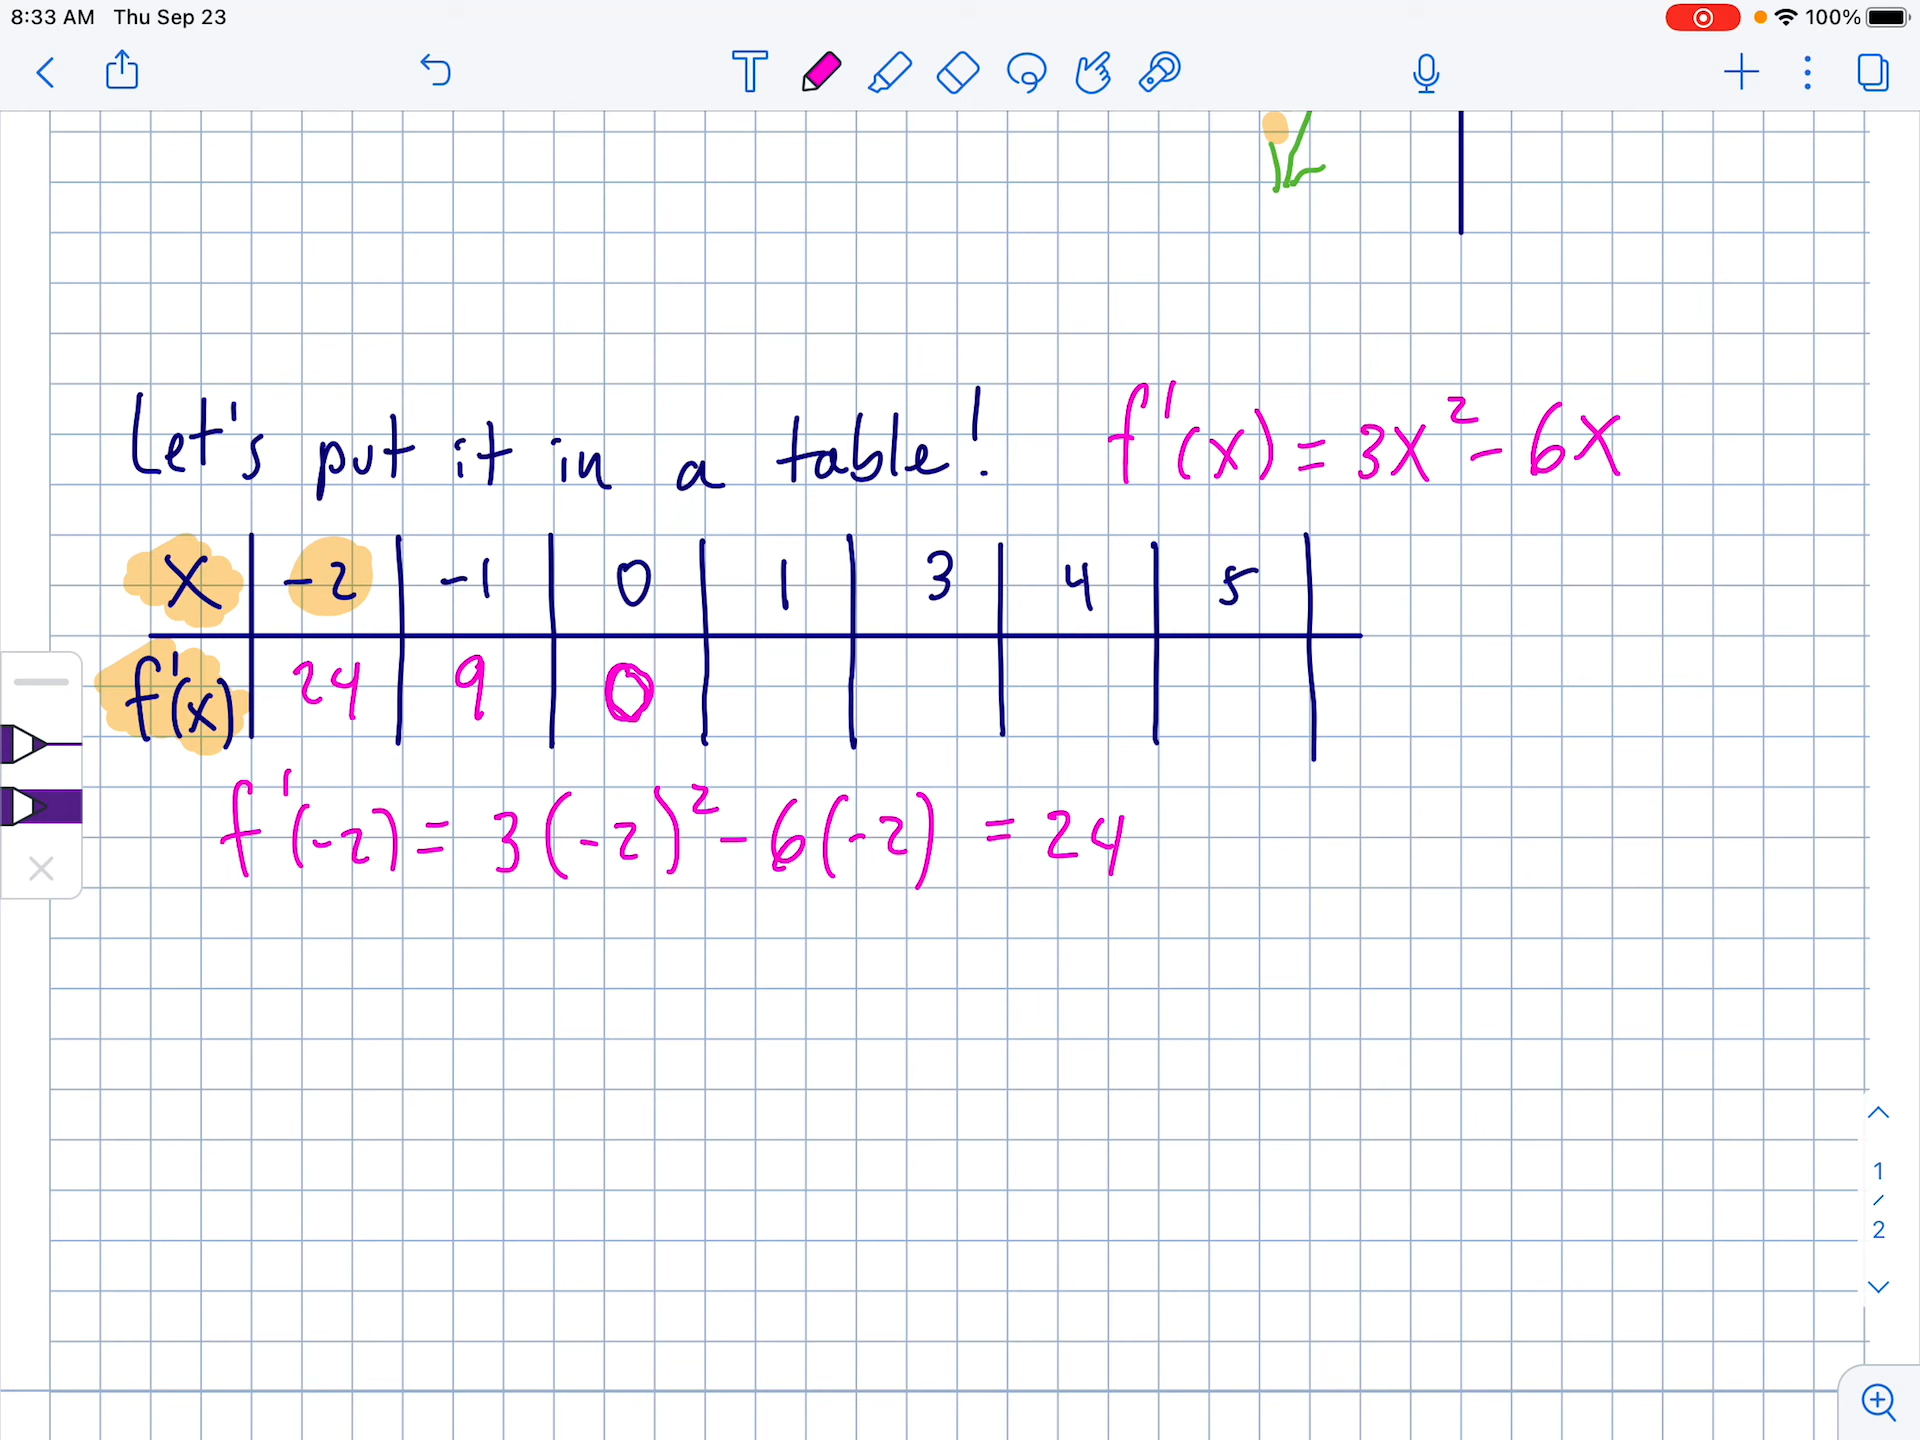 8:33 AM Thu Sep 23 100%
T
Let's put it in a table! f'(x) = 3x² - 6x
x -2 -1 0 1 3 4 5
f'(x) 24 9 0
f'(-2) = 3(-2)² - 6(-2) = 24
1
/
2